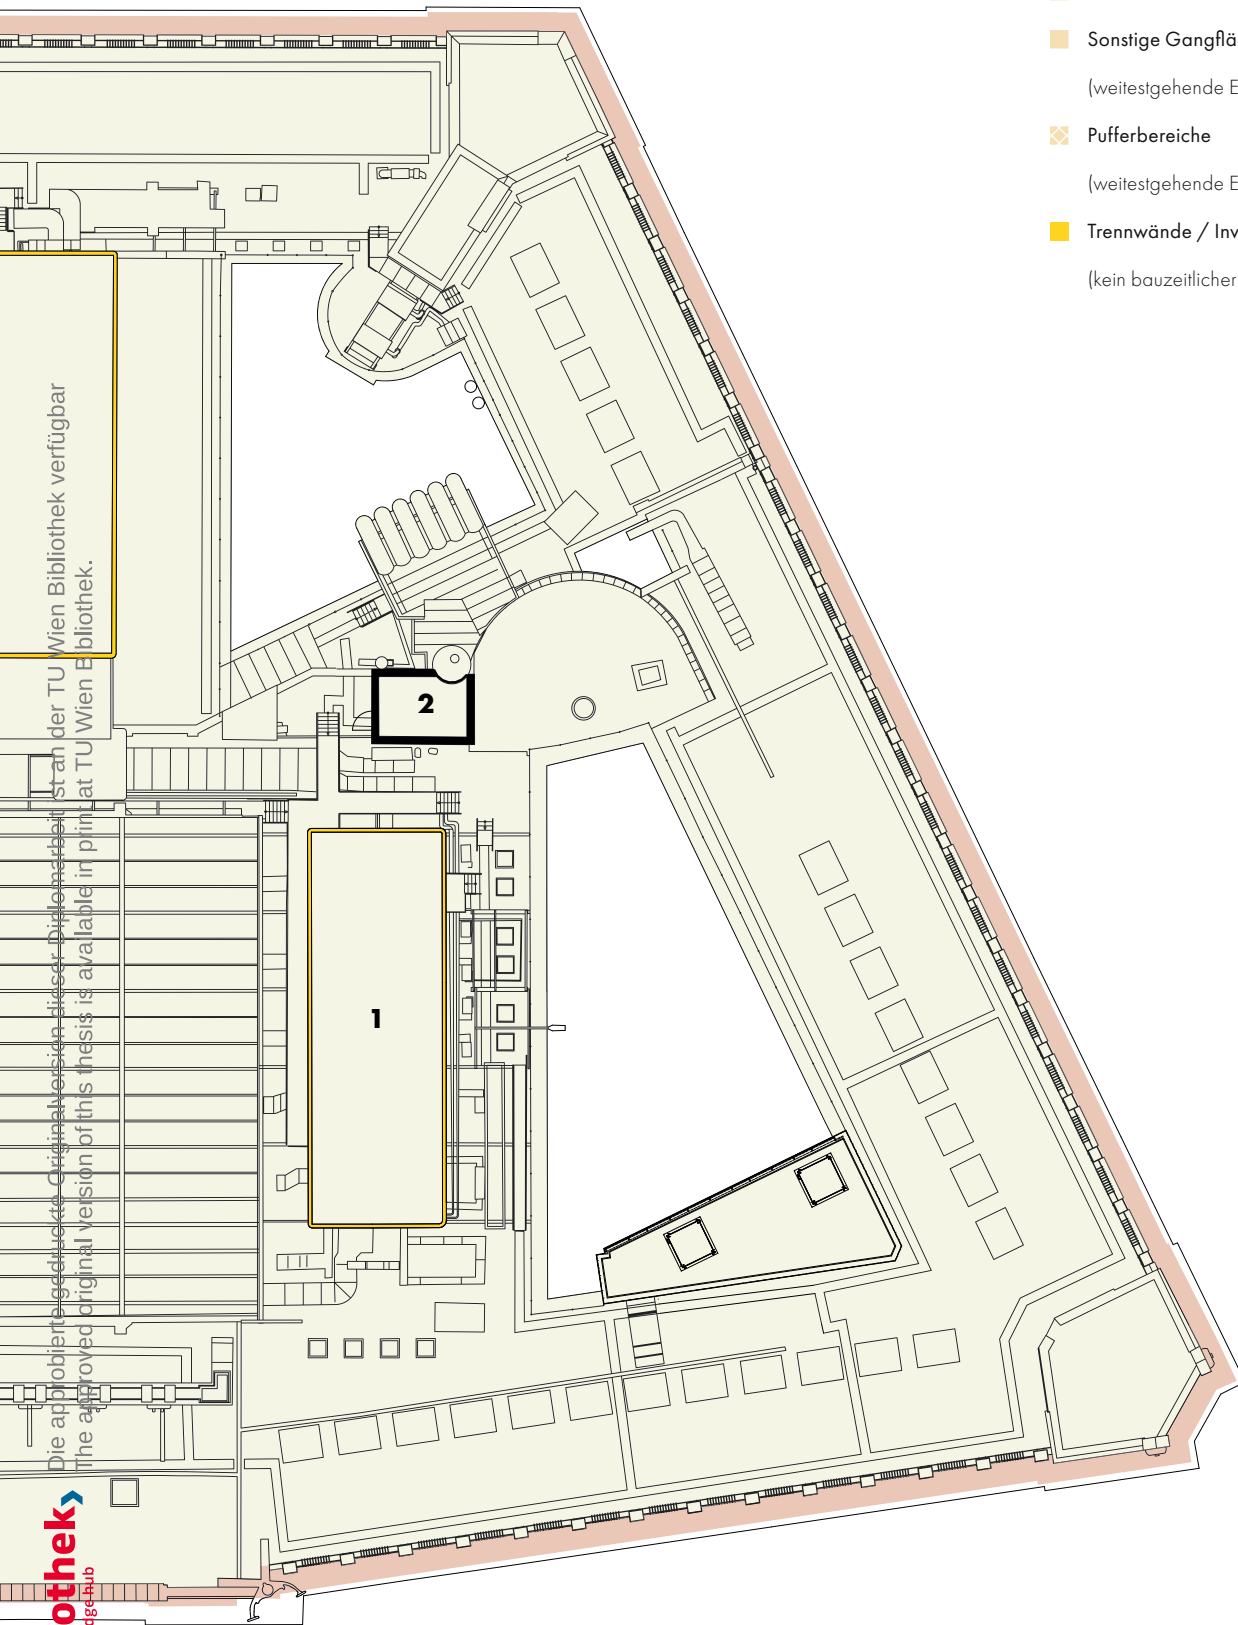 Sonstige Gangflä
(weitestgehende E
Pufferbereiche
(weitestgehende E
Trennwände / Inv
(kein bauzeitlicher
2
1
Die approbierte gedruckte Originalversion dieser Diplomarbeit ist an der TU Wien Bibliothek verfügbar
The approved original version of this thesis is available in print at TU Wien Bibliothek.
othek
dge hub